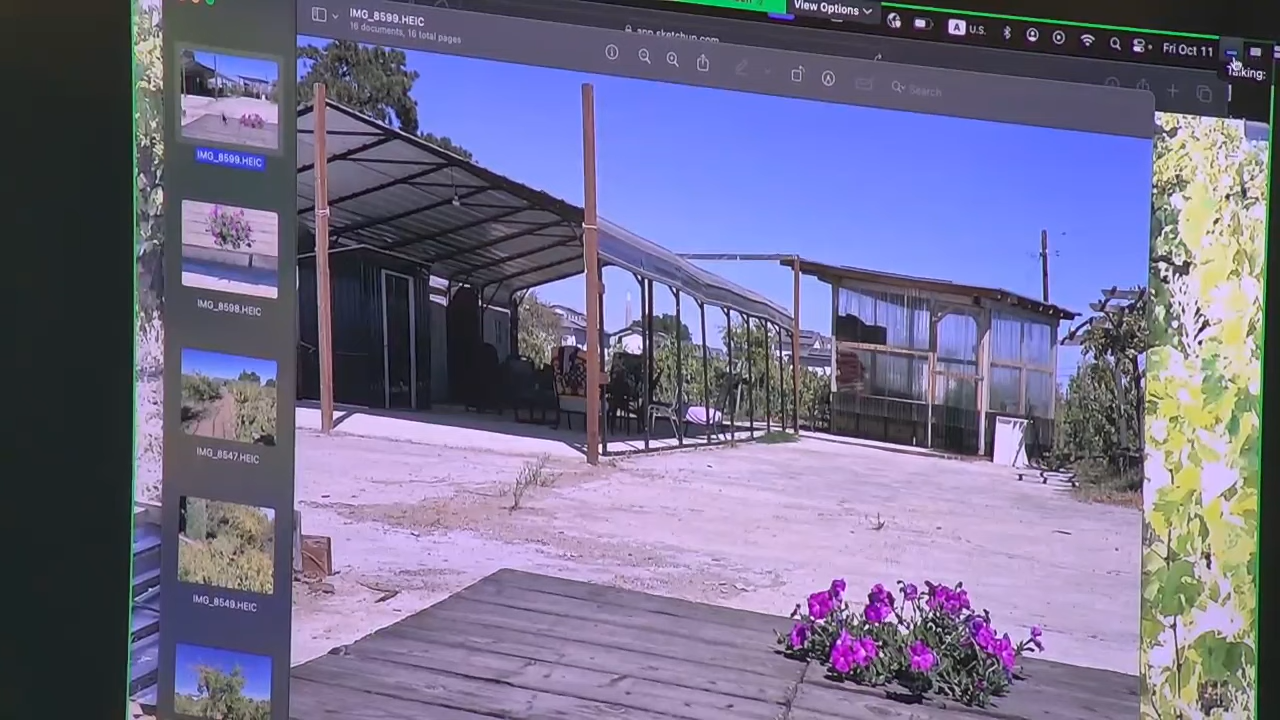 View Options
IMG_8599.HEIC
16 documents, 16 total pages
app.sketchup.com
A U.S.
Fri Oct 11
Talking:
Search
IMG_8599.HEIC
IMG_8598.HEIC
IMG_8547.HEIC
IMG_8549.HEIC